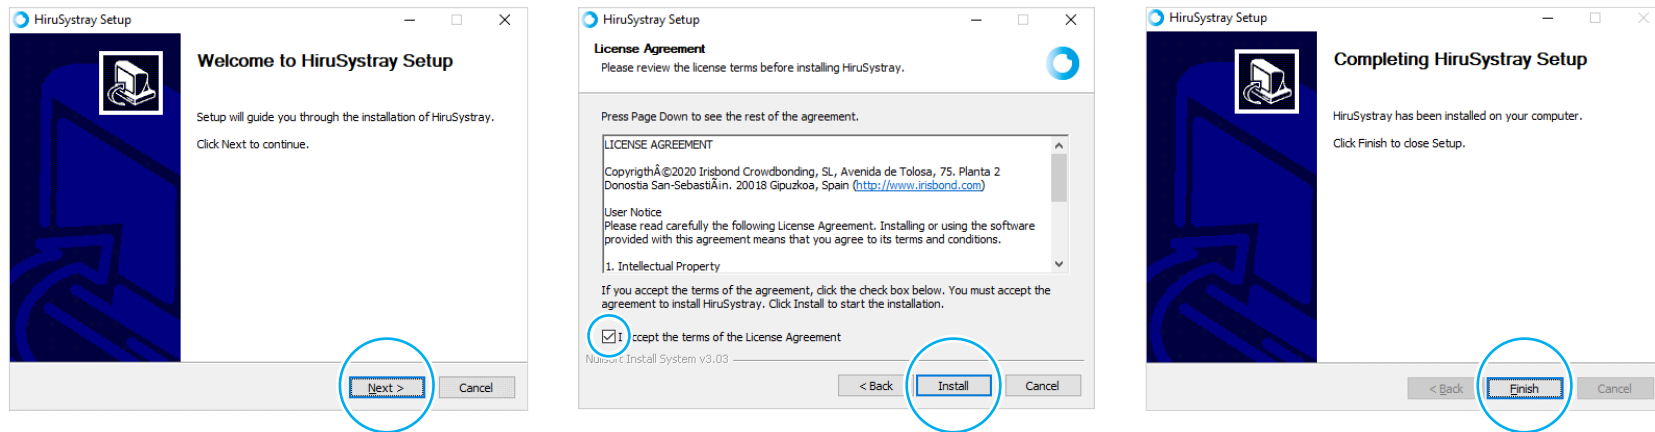 HiruSystray Setup
Welcome to HiruSystray Setup
Setup will guide you through the installation of HiruSystray.
Click Next to continue.
Next >
Cancel
HiruSystray Setup
License Agreement
Please review the license terms before installing HiruSystray.
Press Page Down to see the rest of the agreement.
LICENSE AGREEMENT
CopyrigthÂ©2020 Irisbond Crowdbonding, SL, Avenida de Tolosa, 75. Planta 2
Donostia San-SebastiÃin. 20018 Gipuzkoa, Spain (http://www.irisbond.com)
User Notice
Please read carefully the following License Agreement. Installing or using the software
provided with this agreement means that you agree to its terms and conditions.
1. Intellectual Property
If you accept the terms of the agreement, click the check box below. You must accept the
agreement to install HiruSystray. Click Install to start the installation.
I accept the terms of the License Agreement
Nullsoft Install System v3.03
< Back
Install
Cancel
HiruSystray Setup
Completing HiruSystray Setup
HiruSystray has been installed on your computer.
Click Finish to close Setup.
< Back
Finish
Cancel